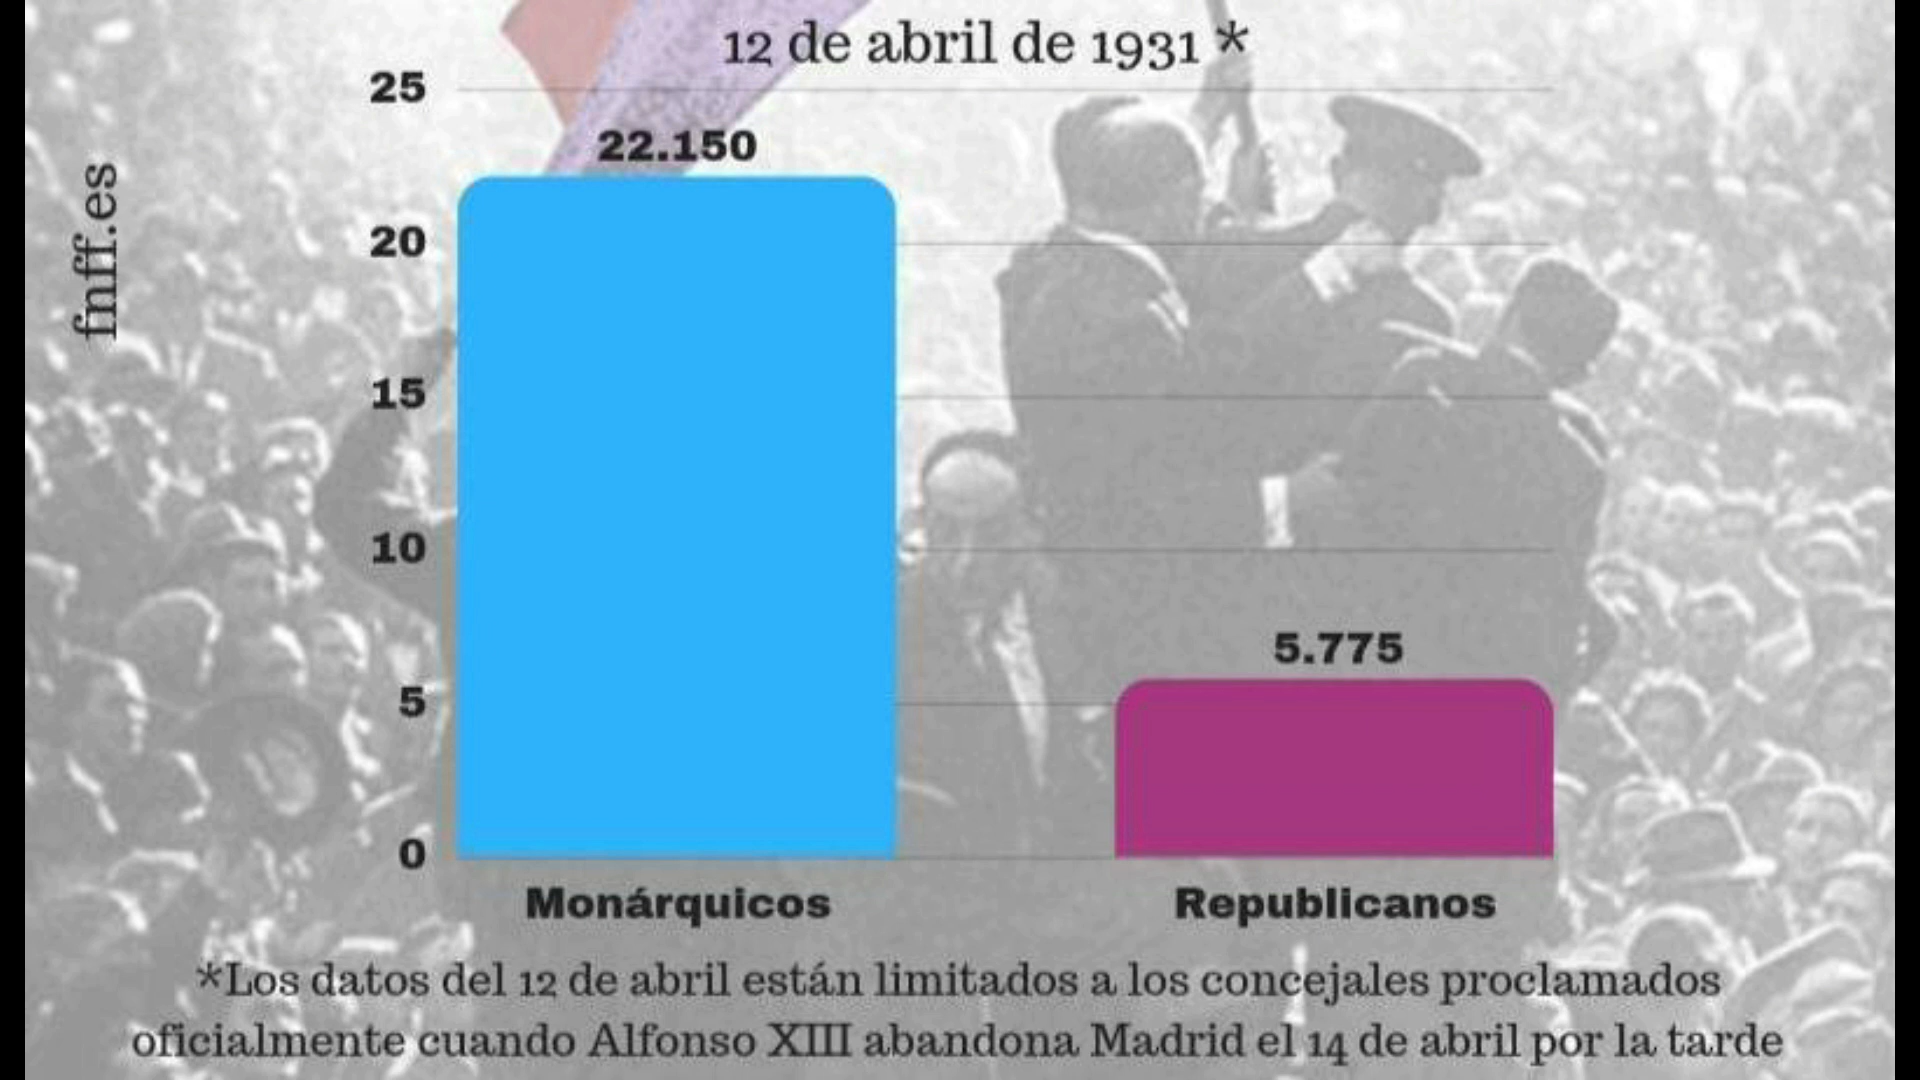 12 de abril de 1931 *
25
22.150
20
fnff.es
15
10
5.775
5
0
Monárquicos
Republicanos
*Los datos del 12 de abril están limitados a los concejales proclamados
oficialmente cuando Alfonso XIII abandona Madrid el 14 de abril por la tarde